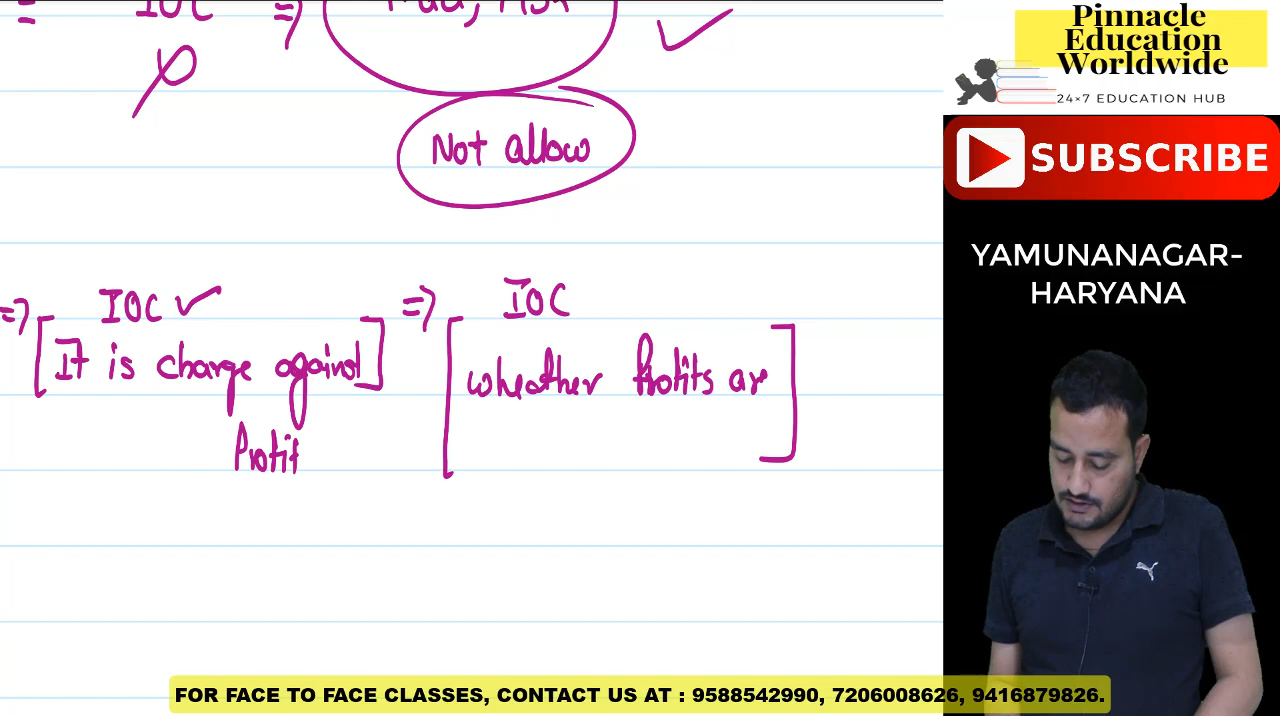 = IOC =>
Not allow
=> IOC ✓ => IOC
[It is charge against] [wheather Profits are]
Profit
Pinnacle
Education
Worldwide
24×7 EDUCATION HUB
SUBSCRIBE
YAMUNANAGAR-
HARYANA
FOR FACE TO FACE CLASSES, CONTACT US AT : 9588542990, 7206008626, 9416879826.